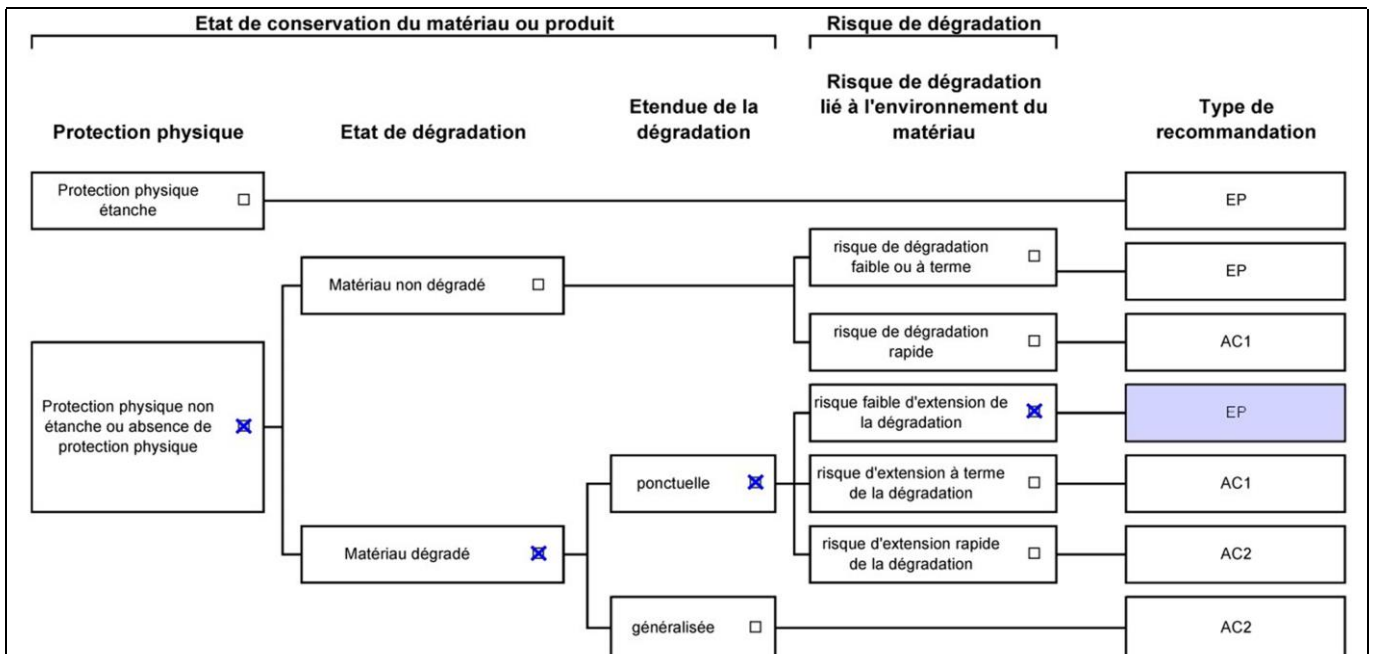 Etat de conservation du matériau ou produit
Risque de dégradation
Protection physique
Etat de dégradation
Etendue de la
dégradation
Risque de dégradation
lié à l'environnement du
matériau
Type de
recommandation
Protection physique
étanche
EP
risque de dégradation
faible ou à terme
EP
Matériau non dégradé
risque de dégradation
rapide
AC1
Protection physique non
étanche ou absence de
protection physique
risque faible d'extension de
la dégradation
EP
ponctuelle
risque d'extension à terme
de la dégradation
AC1
Matériau dégradé
risque d'extension rapide
de la dégradation
AC2
généralisée
AC2